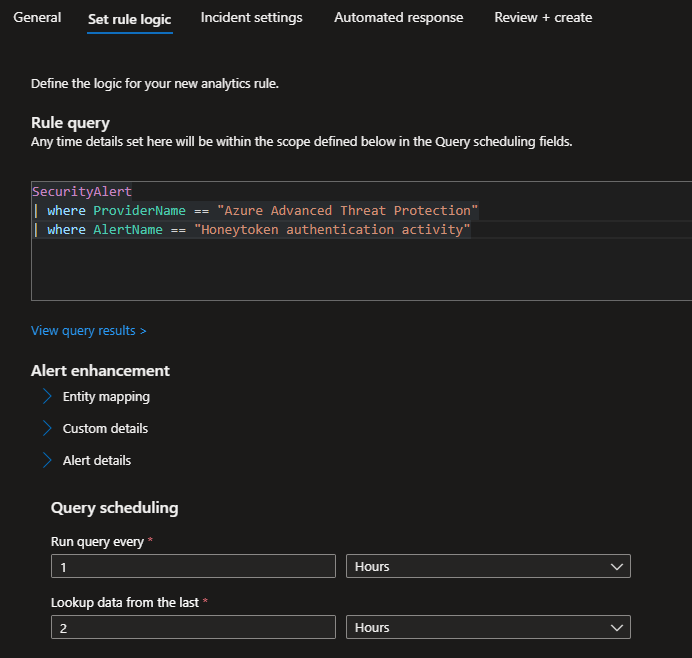 General Set rule logic Incident settings Automated response Review + create
Define the logic for your new analytics rule.
Rule query
Any time details set here will be within the scope defined below in the Query scheduling fields.
SecurityAlert
| where ProviderName == "Azure Advanced Threat Protection"
| where AlertName == "Honeytoken authentication activity"
View query results >
Alert enhancement
Entity mapping
Custom details
Alert details
Query scheduling
Run query every *
1 Hours
Lookup data from the last *
2 Hours